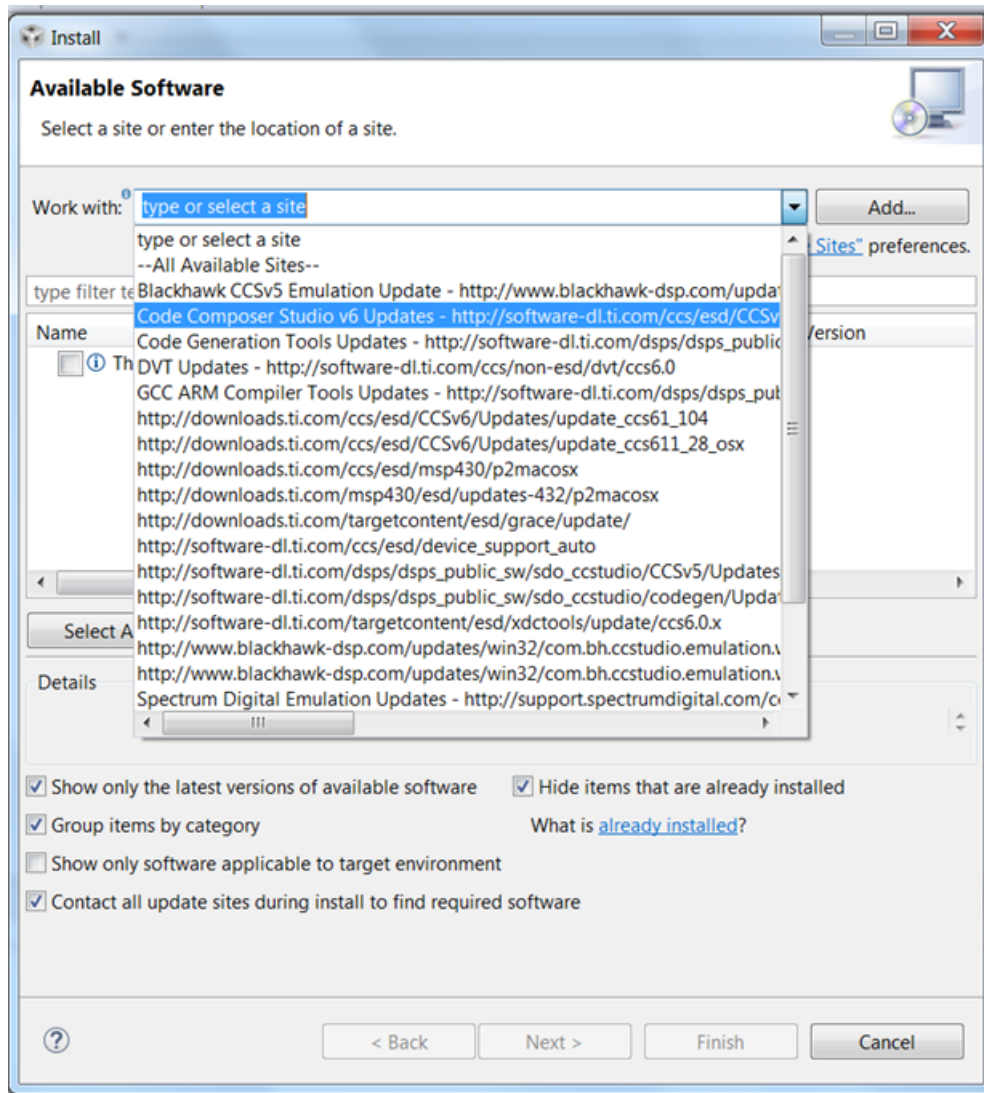 Install
Available Software
Select a site or enter the location of a site.
Work with: type or select a site Add...
type or select a site
Sites" preferences.
--All Available Sites--
type filter te
Blackhawk CCSv5 Emulation Update - http://www.blackhawk-dsp.com/updat
Code Composer Studio v6 Updates - http://software-dl.ti.com/ccs/esd/CCSv
Name Version
Code Generation Tools Updates - http://software-dl.ti.com/dsps/dsps_public
Th
DVT Updates - http://software-dl.ti.com/ccs/non-esd/dvt/ccs6.0
GCC ARM Compiler Tools Updates - http://software-dl.ti.com/dsps/dsps_pub
http://downloads.ti.com/ccs/esd/CCSv6/Updates/update_ccs61_104
http://downloads.ti.com/ccs/esd/CCSv6/Updates/update_ccs611_28_osx
http://downloads.ti.com/ccs/esd/msp430/p2macosx
http://downloads.ti.com/msp430/esd/updates-432/p2macosx
http://downloads.ti.com/targetcontent/esd/grace/update/
http://software-dl.ti.com/ccs/esd/device_support_auto
http://software-dl.ti.com/dsps/dsps_public_sw/sdo_ccstudio/CCSv5/Updates
http://software-dl.ti.com/dsps/dsps_public_sw/sdo_ccstudio/codegen/Updat
http://software-dl.ti.com/targetcontent/esd/xdctools/update/ccs6.0.x
Select A
http://www.blackhawk-dsp.com/updates/win32/com.bh.ccstudio.emulation.v
http://www.blackhawk-dsp.com/updates/win32/com.bh.ccstudio.emulation.v
Details
Spectrum Digital Emulation Updates - http://support.spectrumdigital.com/c
Show only the latest versions of available software Hide items that are already installed
Group items by category What is already installed?
Show only software applicable to target environment
Contact all update sites during install to find required software
< Back Next > Finish Cancel